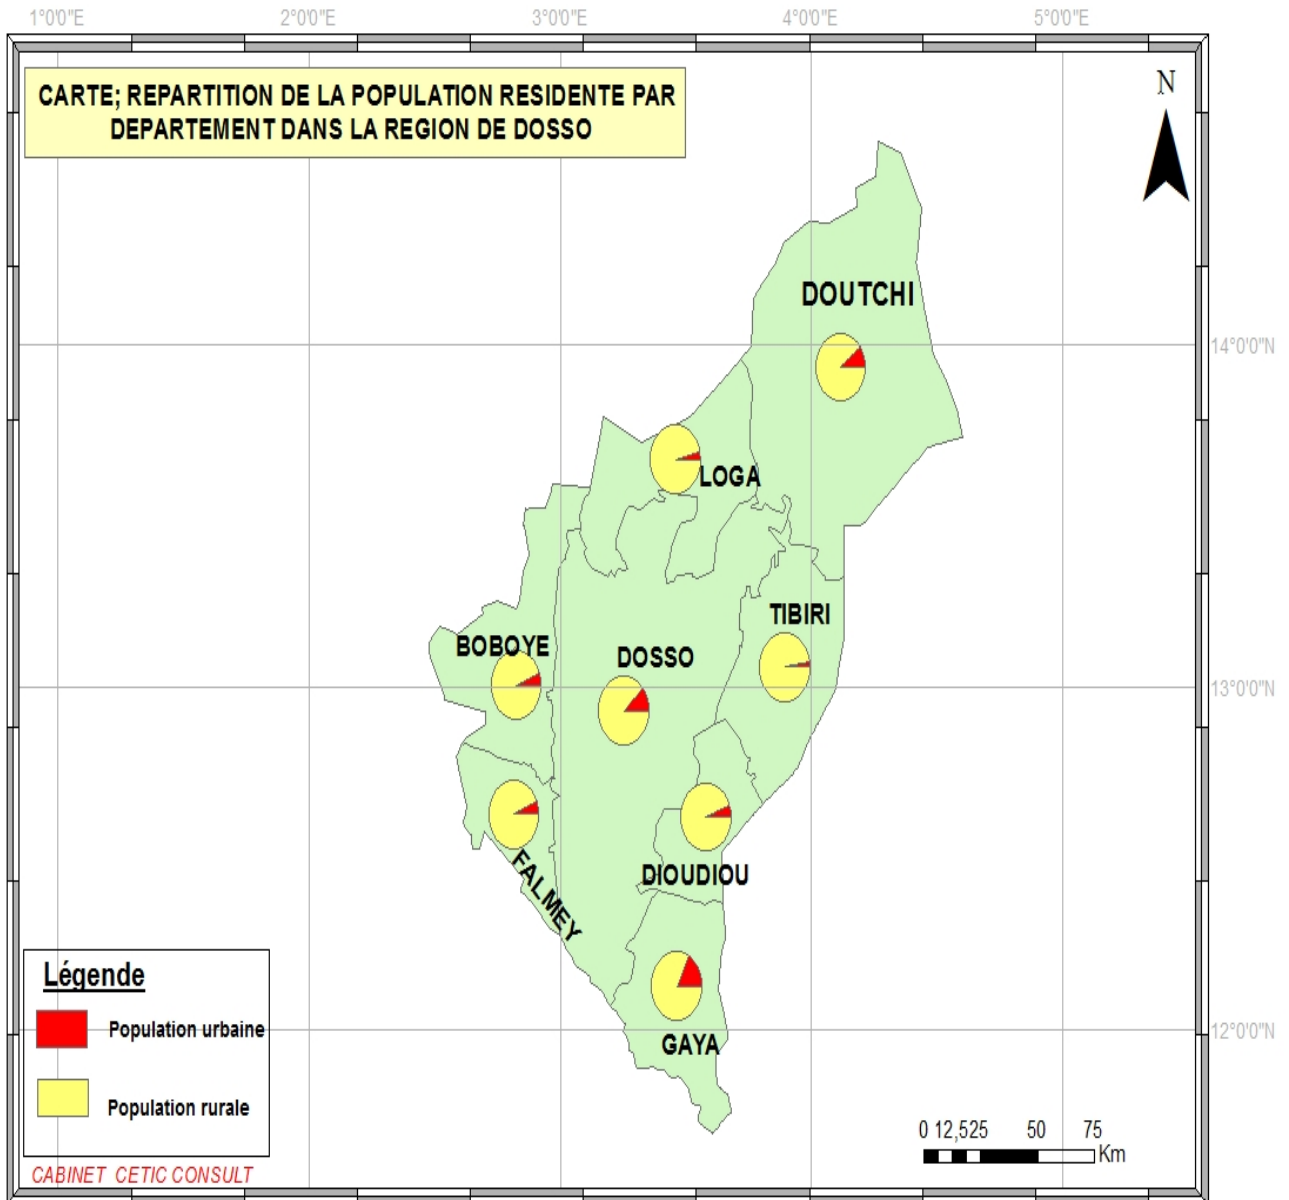 1°0'0"E 2°0'0"E 3°0'0"E 4°0'0"E 5°0'0"E
CARTE; REPARTITION DE LA POPULATION RESIDENTE PAR
DEPARTEMENT DANS LA REGION DE DOSSO
N
DOUTCHI
14°0'0"N
LOGA
TIBIRI
BOBOYE
DOSSO
13°0'0"N
DIOUDIOU
FALMEY
GAYA
12°0'0"N
Légende
Population urbaine
Population rurale
0 12,525 50 75
Km
CABINET CETIC CONSULT